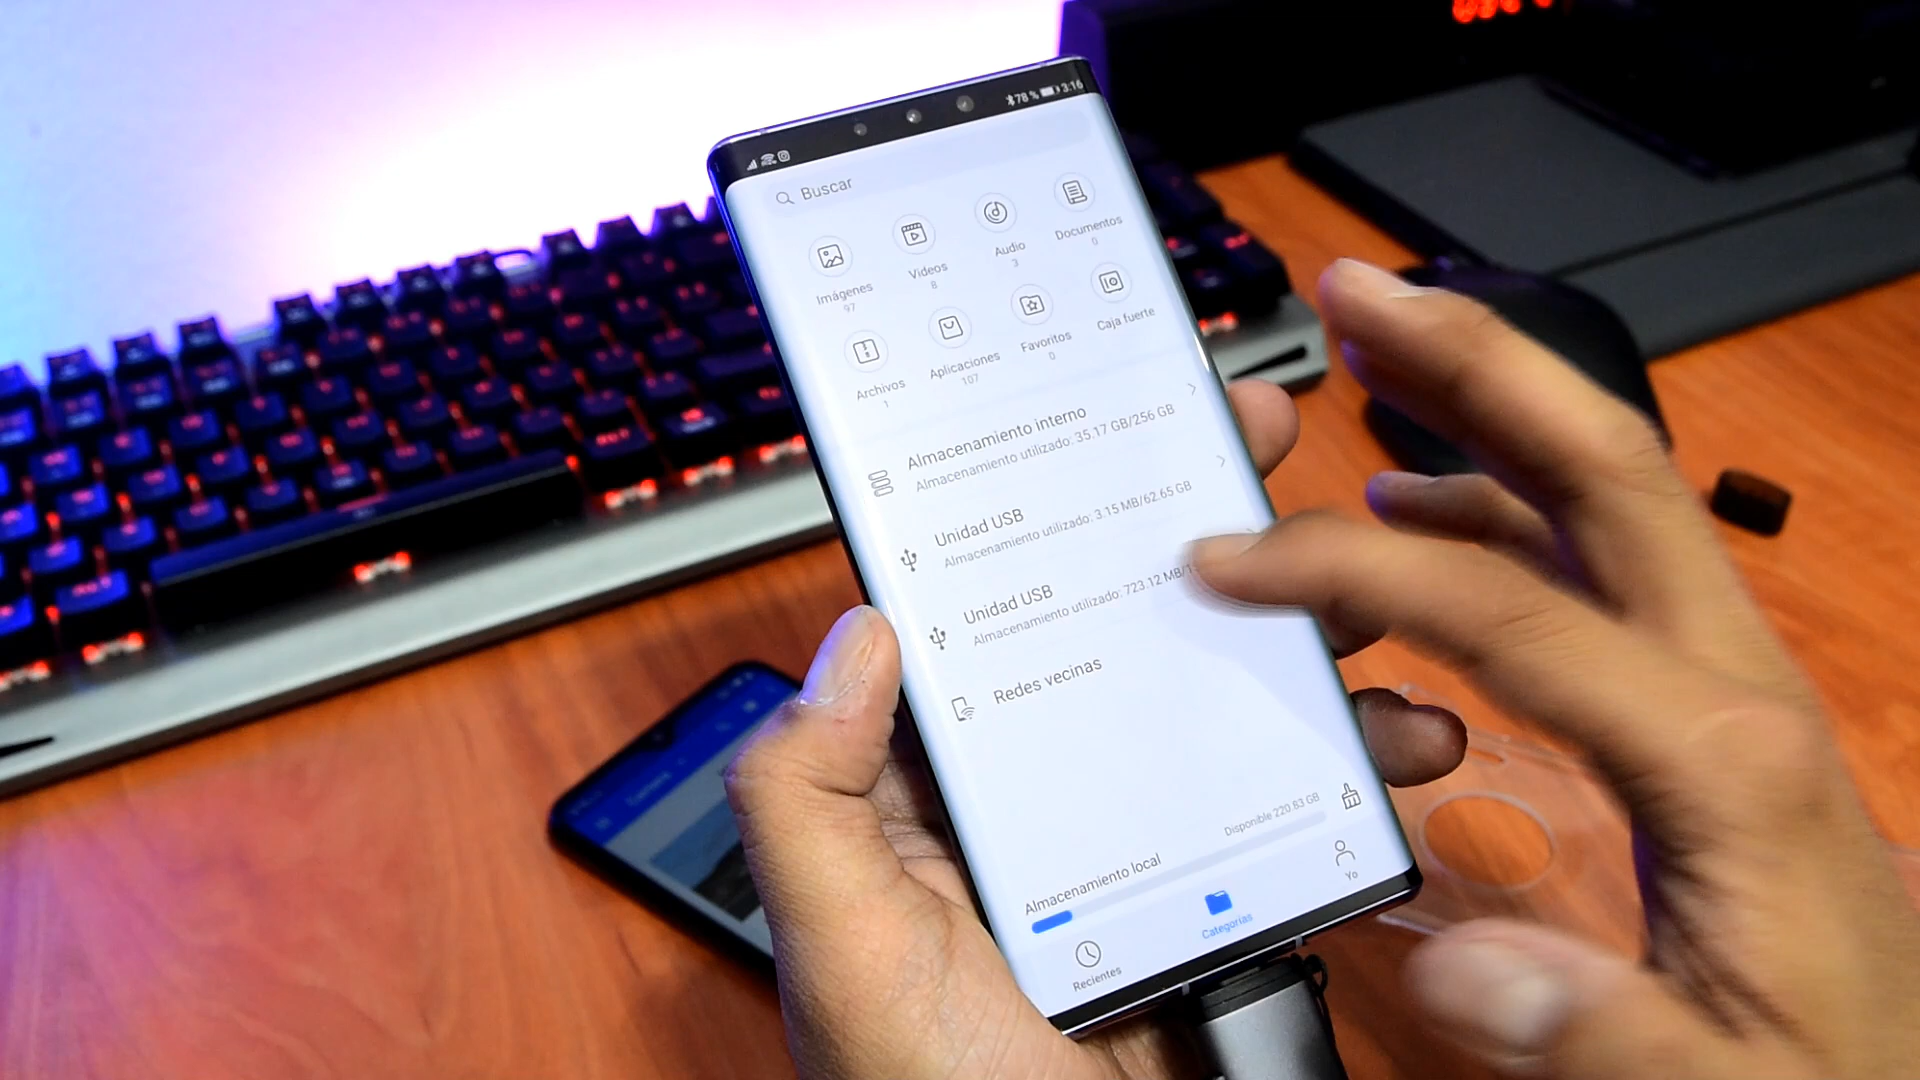 78 % 3:16
Buscar
Imágenes
97
Videos
8
Audio
3
Documentos
0
Archivos
1
Aplicaciones
107
Favoritos
0
Caja fuerte
Almacenamiento interno
Almacenamiento utilizado: 35.17 GB/256 GB
Unidad USB
Almacenamiento utilizado: 3.15 MB/62.65 GB
Unidad USB
Almacenamiento utilizado: 723.12 MB/
Redes vecinas
Almacenamiento local
Disponible 220.83 GB
Recientes
Categorías
Yo